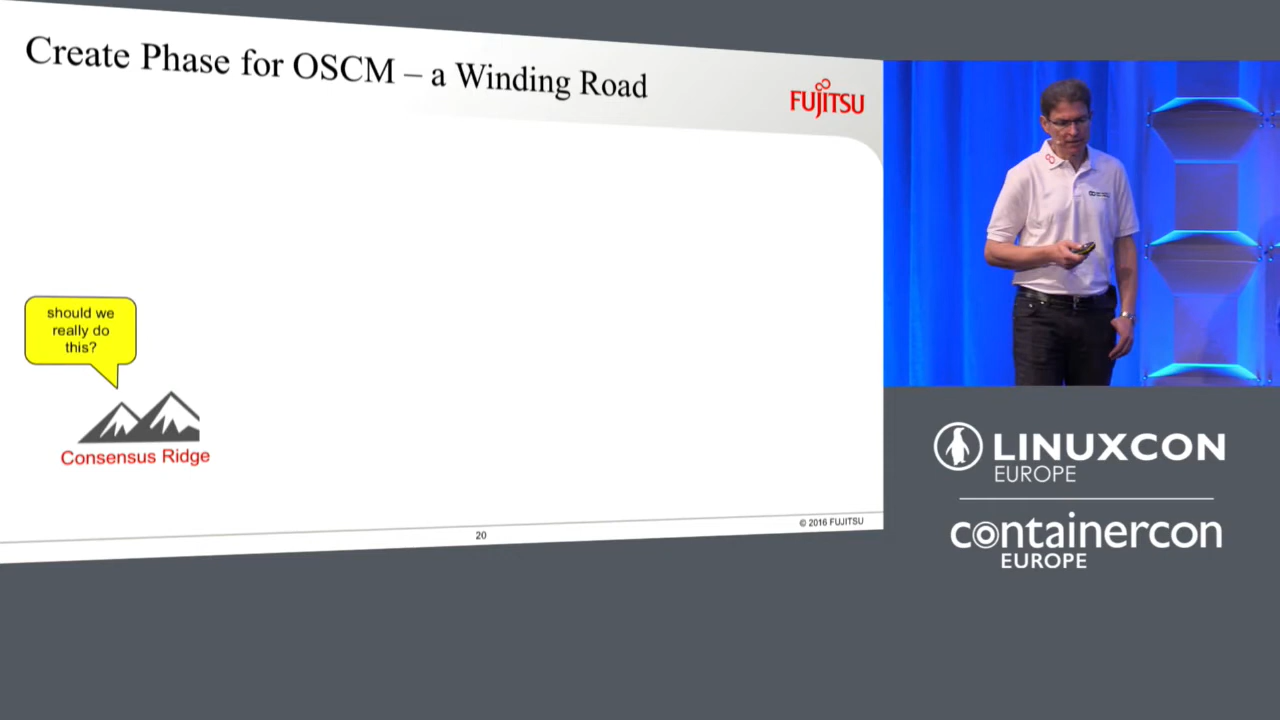 Create Phase for OSCM – a Winding Road
FUJITSU
should we
really do
this?
Consensus Ridge
20
© 2016 FUJITSU
LINUXCON
EUROPE
containercon
EUROPE